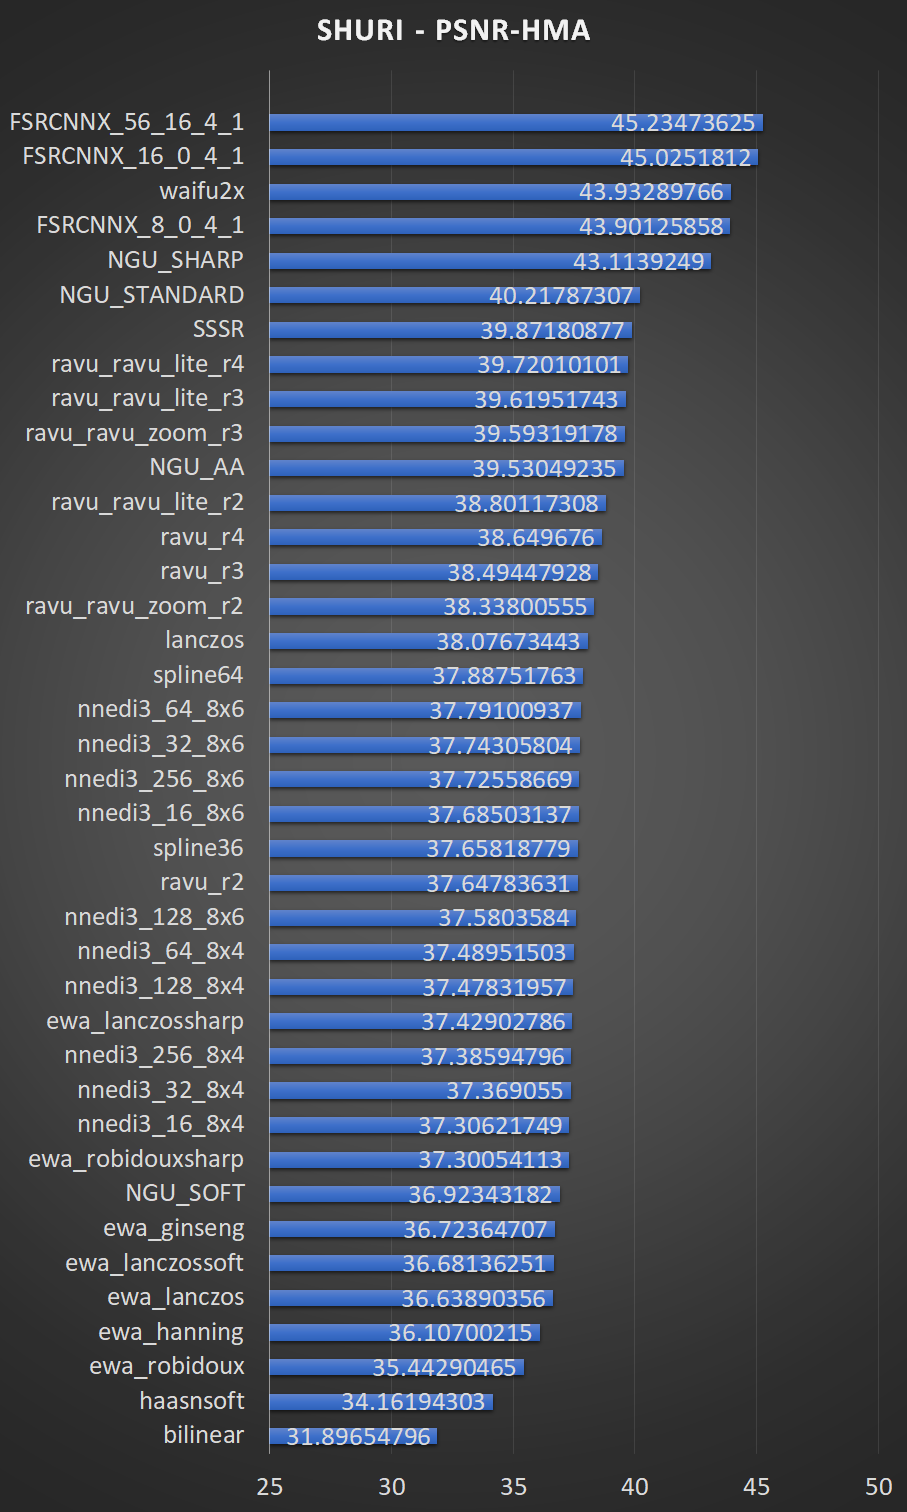 SHURI - PSNR-HMA
FSRCNNX_56_16_4_1 45.23473625
FSRCNNX_16_0_4_1 45.0251812
waifu2x 43.93289766
FSRCNNX_8_0_4_1 43.90125858
NGU_SHARP 43.1139249
NGU_STANDARD 40.21787307
SSSR 39.87180877
ravu_ravu_lite_r4 39.72010101
ravu_ravu_lite_r3 39.61951743
ravu_ravu_zoom_r3 39.59319178
NGU_AA 39.53049235
ravu_ravu_lite_r2 38.80117308
ravu_r4 38.649676
ravu_r3 38.49447928
ravu_ravu_zoom_r2 38.33800555
lanczos 38.07673443
spline64 37.88751763
nnedi3_64_8x6 37.79100937
nnedi3_32_8x6 37.74305804
nnedi3_256_8x6 37.72558669
nnedi3_16_8x6 37.68503137
spline36 37.65818779
ravu_r2 37.64783631
nnedi3_128_8x6 37.5803584
nnedi3_64_8x4 37.48951503
nnedi3_128_8x4 37.47831957
ewa_lanczossharp 37.42902786
nnedi3_256_8x4 37.38594796
nnedi3_32_8x4 37.369055
nnedi3_16_8x4 37.30621749
ewa_robidouxsharp 37.30054113
NGU_SOFT 36.92343182
ewa_ginseng 36.72364707
ewa_lanczossoft 36.68136251
ewa_lanczos 36.63890356
ewa_hanning 36.10700215
ewa_robidoux 35.44290465
haasnsoft 34.16194303
bilinear 31.89654796
25 30 35 40 45 50